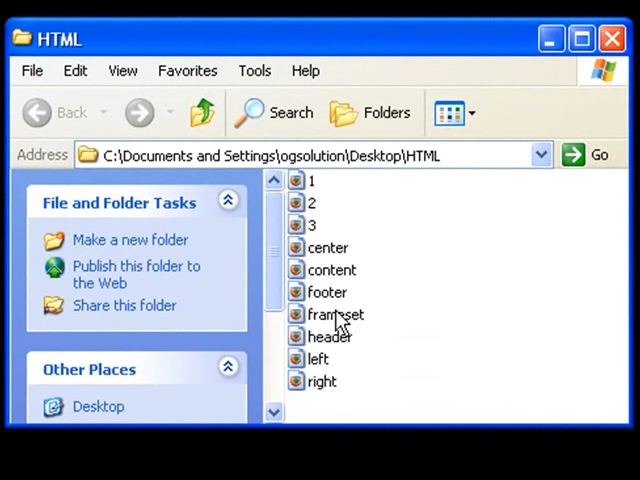 HTML
File Edit View Favorites Tools Help
Back Search Folders
Address C:\Documents and Settings\ogsolution\Desktop\HTML Go
File and Folder Tasks
Make a new folder
Publish this folder to
the Web
Share this folder
Other Places
Desktop
1
2
3
center
content
footer
frameset
header
left
right